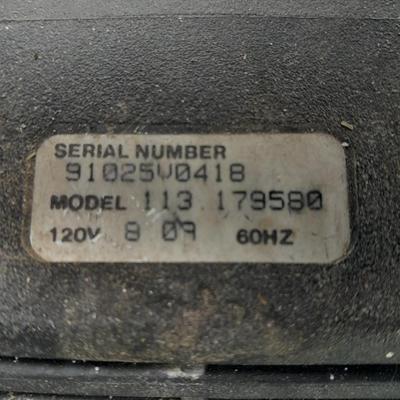 SERIAL NUMBER
91025V0418
MODEL 113 179580
120V 8 0A 60HZ